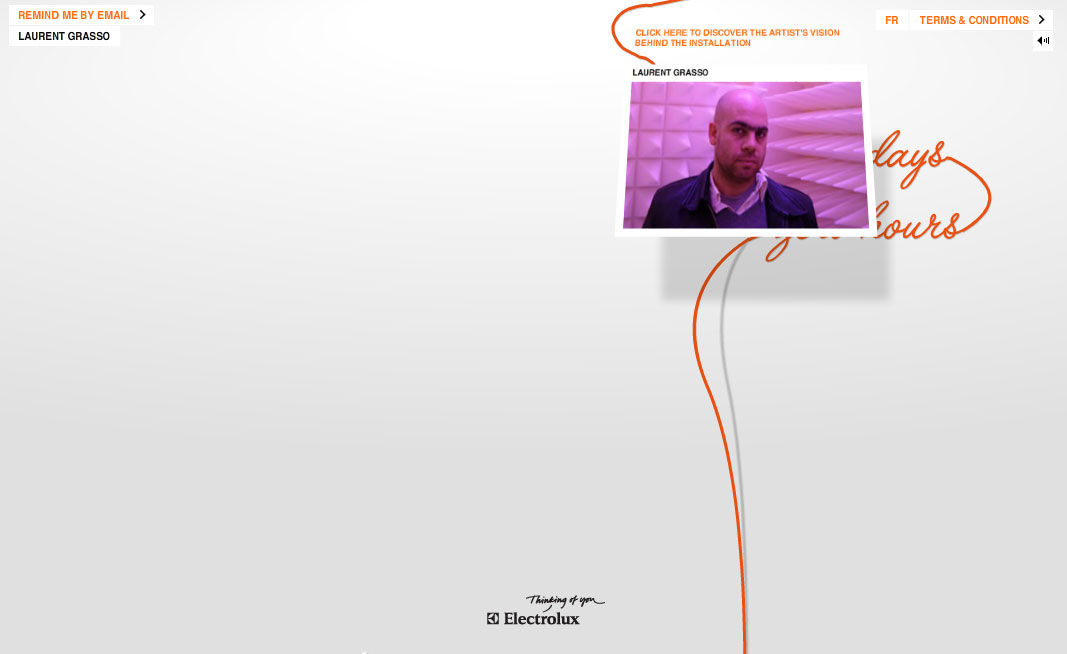 REMIND ME BY EMAIL
LAURENT GRASSO
FR
TERMS & CONDITIONS
CLICK HERE TO DISCOVER THE ARTIST'S VISION
BEHIND THE INSTALLATION
LAURENT GRASSO
days
hours
Thinking of you
Electrolux